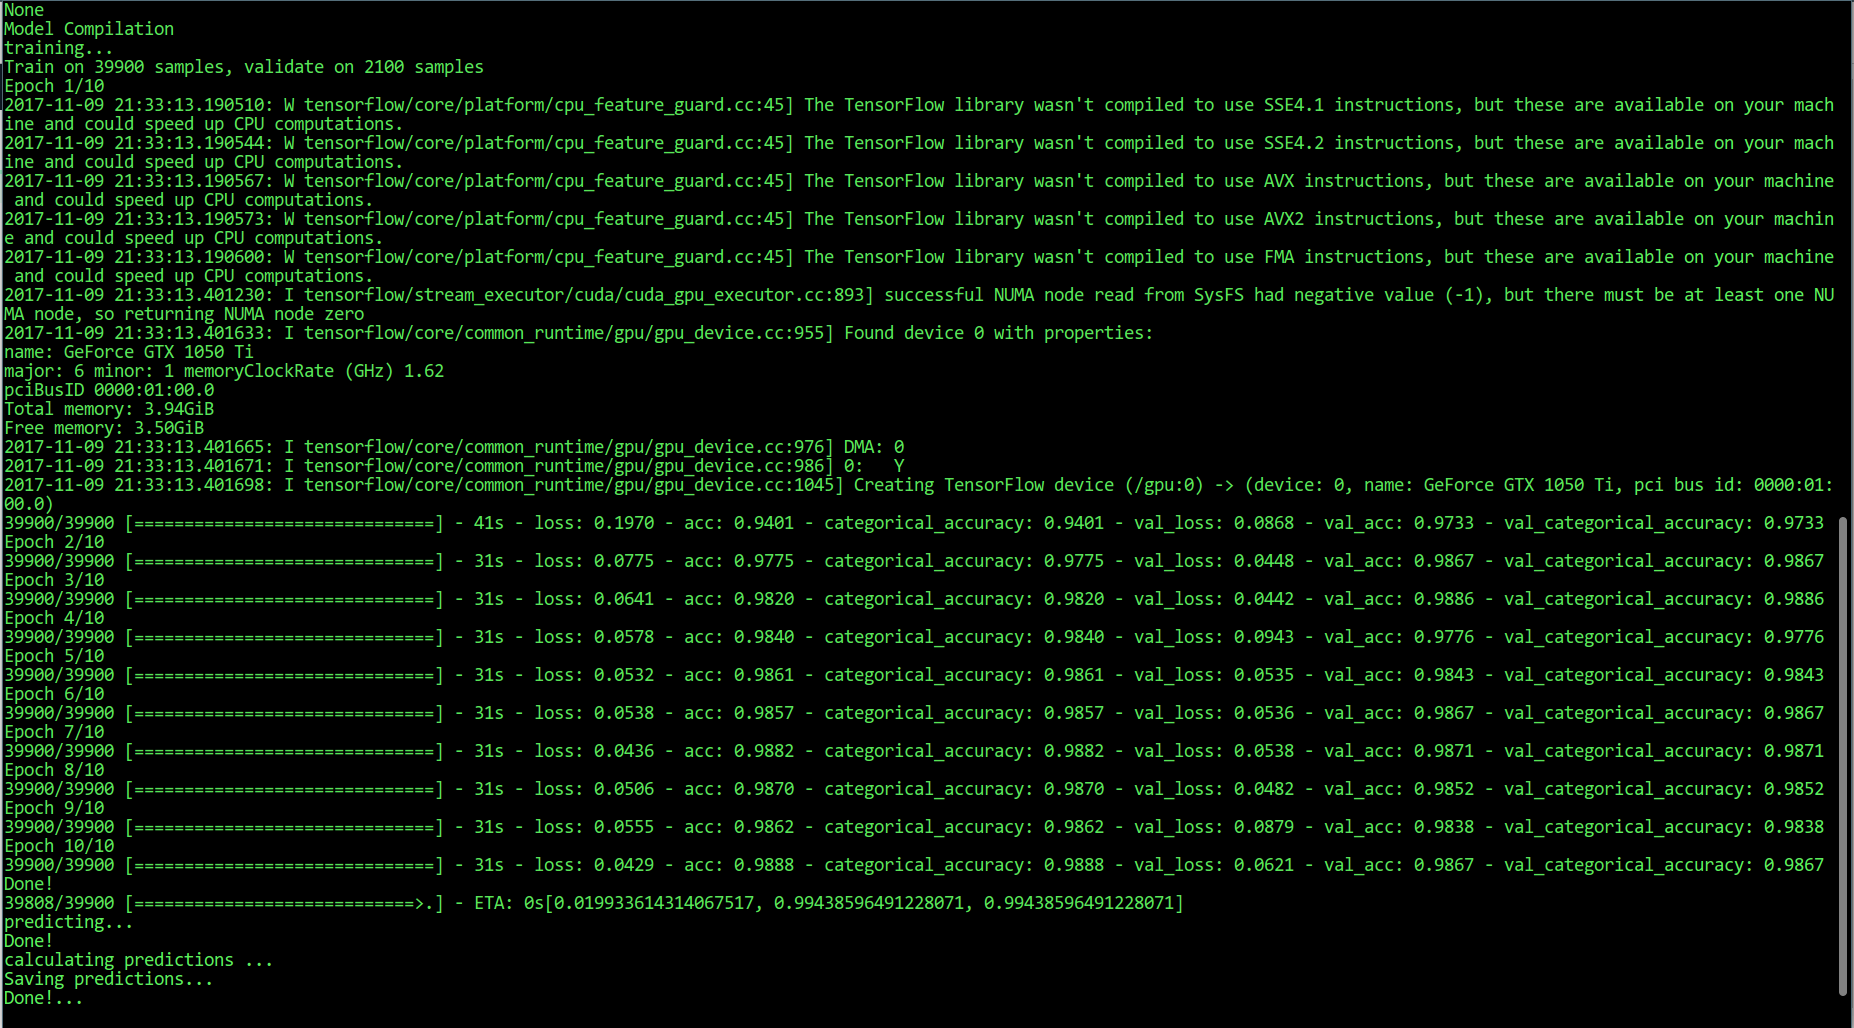 None
Model Compilation
training...
Train on 39900 samples, validate on 2100 samples
Epoch 1/10
2017-11-09 21:33:13.190510: W tensorflow/core/platform/cpu_feature_guard.cc:45] The TensorFlow library wasn't compiled to use SSE4.1 instructions, but these are available on your mach
ine and could speed up CPU computations.
2017-11-09 21:33:13.190544: W tensorflow/core/platform/cpu_feature_guard.cc:45] The TensorFlow library wasn't compiled to use SSE4.2 instructions, but these are available on your mach
ine and could speed up CPU computations.
2017-11-09 21:33:13.190567: W tensorflow/core/platform/cpu_feature_guard.cc:45] The TensorFlow library wasn't compiled to use AVX instructions, but these are available on your machine
 and could speed up CPU computations.
2017-11-09 21:33:13.190573: W tensorflow/core/platform/cpu_feature_guard.cc:45] The TensorFlow library wasn't compiled to use AVX2 instructions, but these are available on your machin
e and could speed up CPU computations.
2017-11-09 21:33:13.190600: W tensorflow/core/platform/cpu_feature_guard.cc:45] The TensorFlow library wasn't compiled to use FMA instructions, but these are available on your machine
 and could speed up CPU computations.
2017-11-09 21:33:13.401230: I tensorflow/stream_executor/cuda/cuda_gpu_executor.cc:893] successful NUMA node read from SysFS had negative value (-1), but there must be at least one NU
MA node, so returning NUMA node zero
2017-11-09 21:33:13.401633: I tensorflow/core/common_runtime/gpu/gpu_device.cc:955] Found device 0 with properties:
name: GeForce GTX 1050 Ti
major: 6 minor: 1 memoryClockRate (GHz) 1.62
pciBusID 0000:01:00.0
Total memory: 3.94GiB
Free memory: 3.50GiB
2017-11-09 21:33:13.401665: I tensorflow/core/common_runtime/gpu/gpu_device.cc:976] DMA: 0
2017-11-09 21:33:13.401671: I tensorflow/core/common_runtime/gpu/gpu_device.cc:986] 0:   Y
2017-11-09 21:33:13.401698: I tensorflow/core/common_runtime/gpu/gpu_device.cc:1045] Creating TensorFlow device (/gpu:0) -> (device: 0, name: GeForce GTX 1050 Ti, pci bus id: 0000:01:
00.0)
39900/39900 [==============================] - 41s - loss: 0.1970 - acc: 0.9401 - categorical_accuracy: 0.9401 - val_loss: 0.0868 - val_acc: 0.9733 - val_categorical_accuracy: 0.9733
Epoch 2/10
39900/39900 [==============================] - 31s - loss: 0.0775 - acc: 0.9775 - categorical_accuracy: 0.9775 - val_loss: 0.0448 - val_acc: 0.9867 - val_categorical_accuracy: 0.9867
Epoch 3/10
39900/39900 [==============================] - 31s - loss: 0.0641 - acc: 0.9820 - categorical_accuracy: 0.9820 - val_loss: 0.0442 - val_acc: 0.9886 - val_categorical_accuracy: 0.9886
Epoch 4/10
39900/39900 [==============================] - 31s - loss: 0.0578 - acc: 0.9840 - categorical_accuracy: 0.9840 - val_loss: 0.0943 - val_acc: 0.9776 - val_categorical_accuracy: 0.9776
Epoch 5/10
39900/39900 [==============================] - 31s - loss: 0.0532 - acc: 0.9861 - categorical_accuracy: 0.9861 - val_loss: 0.0535 - val_acc: 0.9843 - val_categorical_accuracy: 0.9843
Epoch 6/10
39900/39900 [==============================] - 31s - loss: 0.0538 - acc: 0.9857 - categorical_accuracy: 0.9857 - val_loss: 0.0536 - val_acc: 0.9867 - val_categorical_accuracy: 0.9867
Epoch 7/10
39900/39900 [==============================] - 31s - loss: 0.0436 - acc: 0.9882 - categorical_accuracy: 0.9882 - val_loss: 0.0538 - val_acc: 0.9871 - val_categorical_accuracy: 0.9871
Epoch 8/10
39900/39900 [==============================] - 31s - loss: 0.0506 - acc: 0.9870 - categorical_accuracy: 0.9870 - val_loss: 0.0482 - val_acc: 0.9852 - val_categorical_accuracy: 0.9852
Epoch 9/10
39900/39900 [==============================] - 31s - loss: 0.0555 - acc: 0.9862 - categorical_accuracy: 0.9862 - val_loss: 0.0879 - val_acc: 0.9838 - val_categorical_accuracy: 0.9838
Epoch 10/10
39900/39900 [==============================] - 31s - loss: 0.0429 - acc: 0.9888 - categorical_accuracy: 0.9888 - val_loss: 0.0621 - val_acc: 0.9867 - val_categorical_accuracy: 0.9867
Done!
39808/39900 [============================>.] - ETA: 0s[0.019933614314067517, 0.99438596491228071, 0.99438596491228071]
predicting...
Done!
calculating predictions ...
Saving predictions...
Done!...